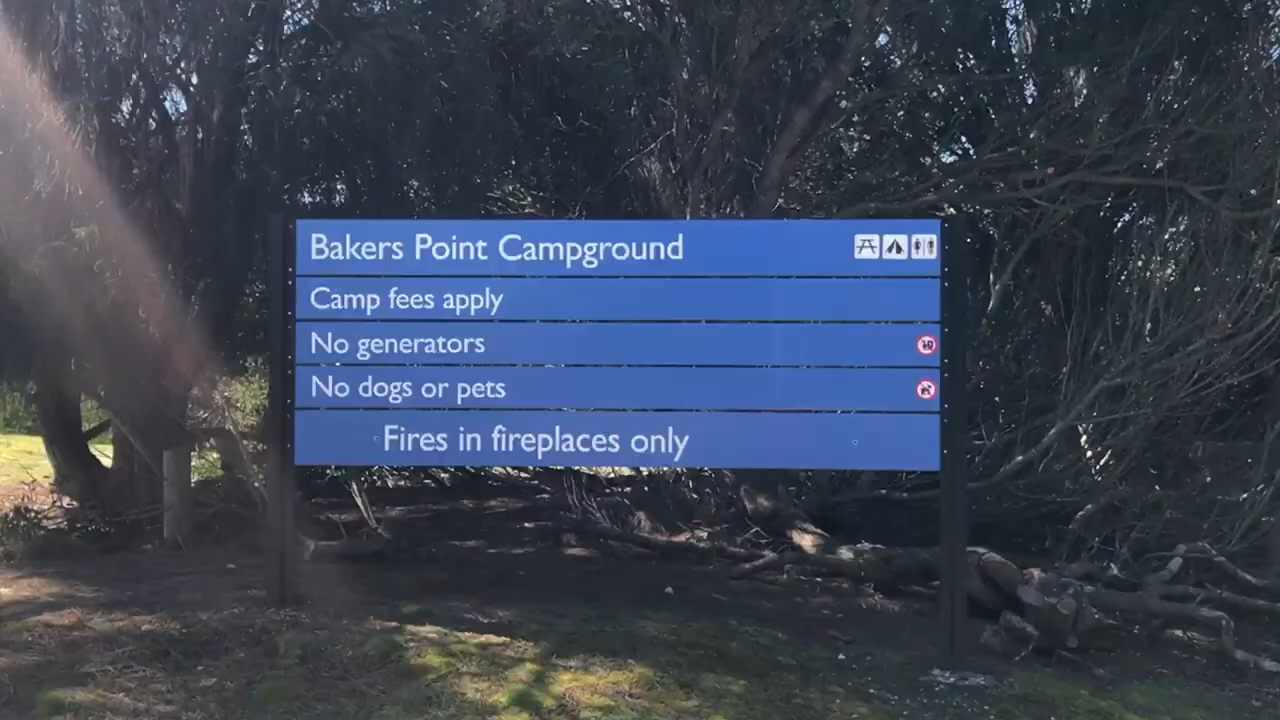 Bakers Point Campground
Camp fees apply
No generators
No dogs or pets
Fires in fireplaces only